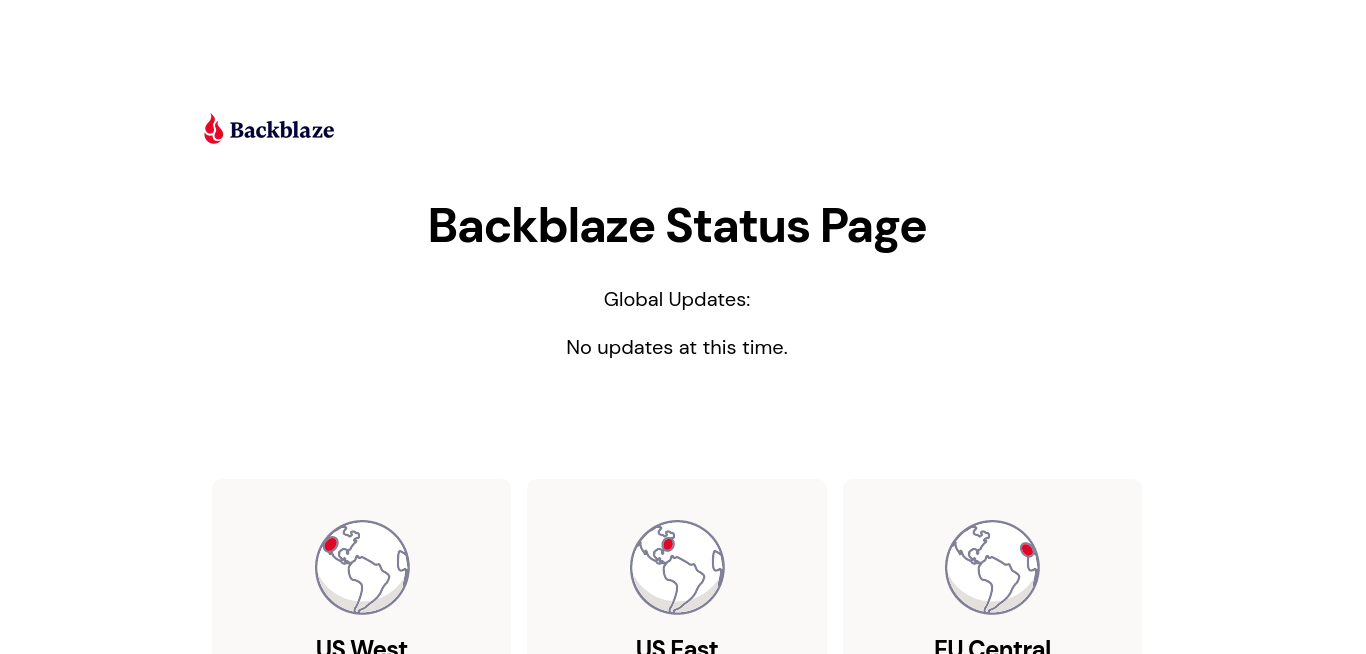 Backblaze
Backblaze Status Page
Global Updates:
No updates at this time.
US West
US East
EU Central